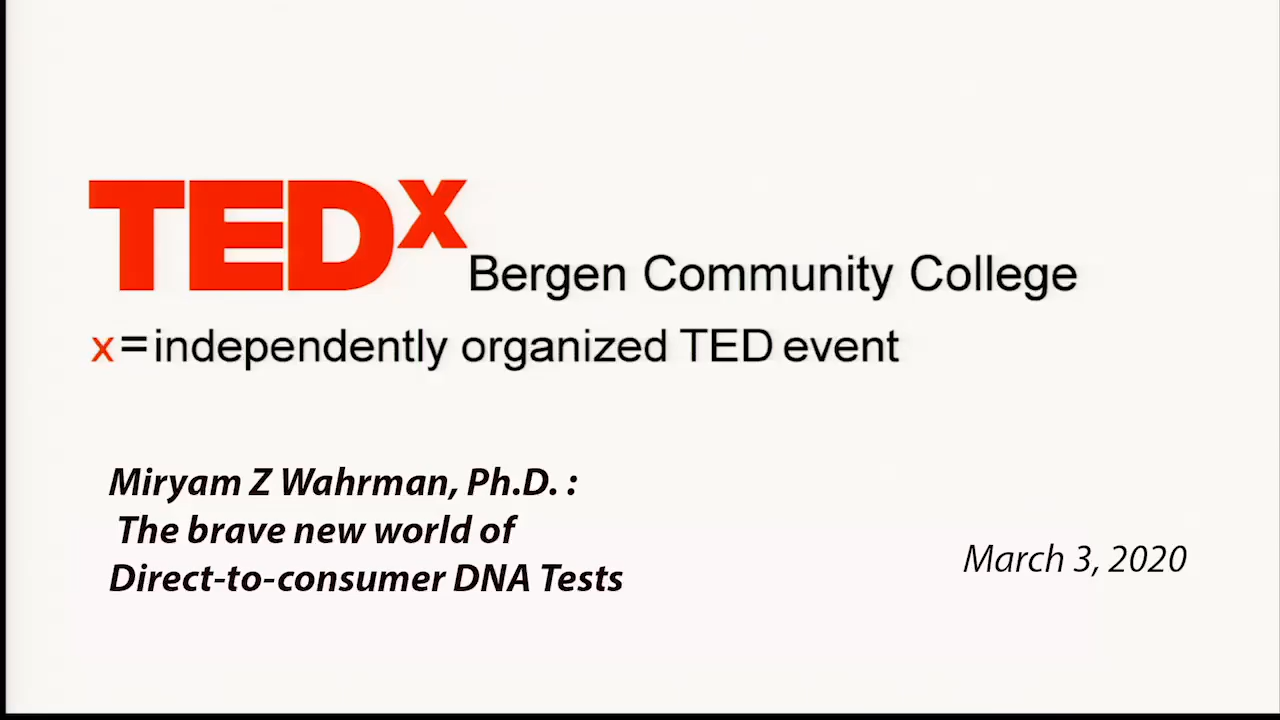 TEDx Bergen Community College
x=independently organized TED event
Miryam Z Wahrman, Ph.D. :
The brave new world of
Direct-to-consumer DNA Tests
March 3, 2020